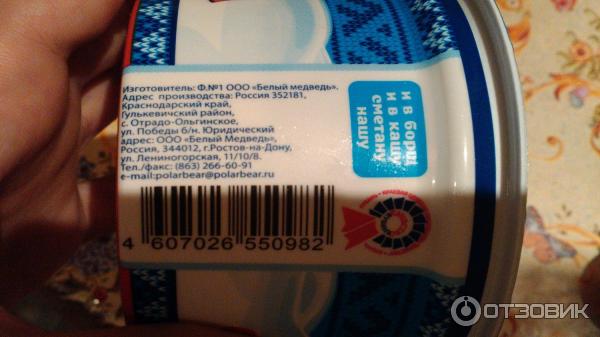 Изготовитель: Ф.№1 ООО «Белый медведь».
Адрес производства: Россия 352181,
Краснодарский край,
Гулькевичский район,
с. Отрадо-Ольгинское,
ул. Победы б/н. Юридический
адрес: ООО «Белый Медведь»,
Россия, 344012, г.Ростов-на-Дону,
ул. Лениногорская, 11/10/8.
Тел./факс: (863) 266-60-91
e-mail:polarbear@polarbear.ru
4 607026 550982
и в борщ
и в кашу
сметану
нашу
ОТЗОВИК